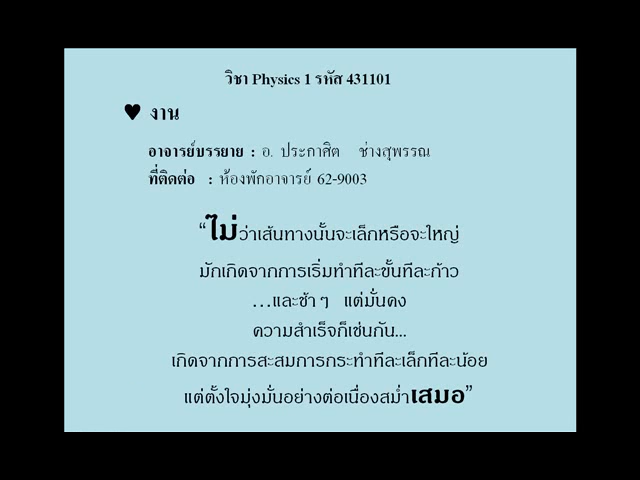 วิชา Physics 1 รหัส 431101
♥ งาน
อาจารย์บรรยาย : อ. ประกาศิต ช่างสุพรรณ
ที่ติดต่อ : ห้องพักอาจารย์ 62-9003
“ไม่ว่าเส้นทางนั้นจะเล็กหรือจะใหญ่
มักเกิดจากการเริ่มทำทีละขั้นทีละก้าว
…และช้าๆ แต่มั่นคง
ความสำเร็จก็เช่นกัน...
เกิดจากการสะสมการกระทำทีละเล็กทีละน้อย
แต่ตั้งใจมุ่งมั่นอย่างต่อเนื่องสม่ำเสมอ”